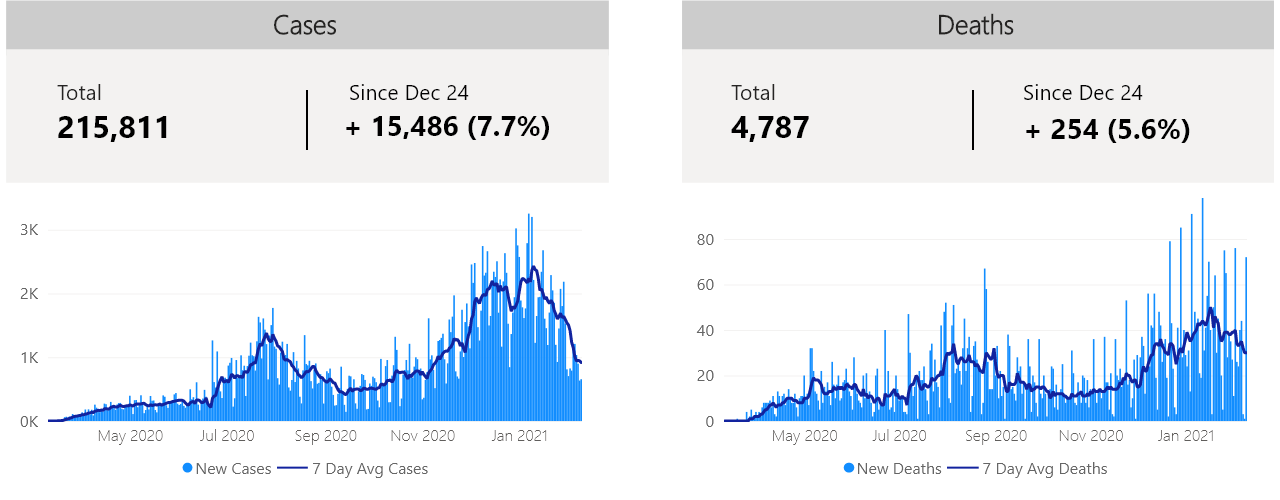 Cases
Total
215,811
Since Dec 24
+ 15,486 (7.7%)
3K
2K
1K
0K
May 2020 Jul 2020 Sep 2020 Nov 2020 Jan 2021
New Cases 7 Day Avg Cases
Deaths
Total
4,787
Since Dec 24
+ 254 (5.6%)
80
60
40
20
0
May 2020 Jul 2020 Sep 2020 Nov 2020 Jan 2021
New Deaths 7 Day Avg Deaths